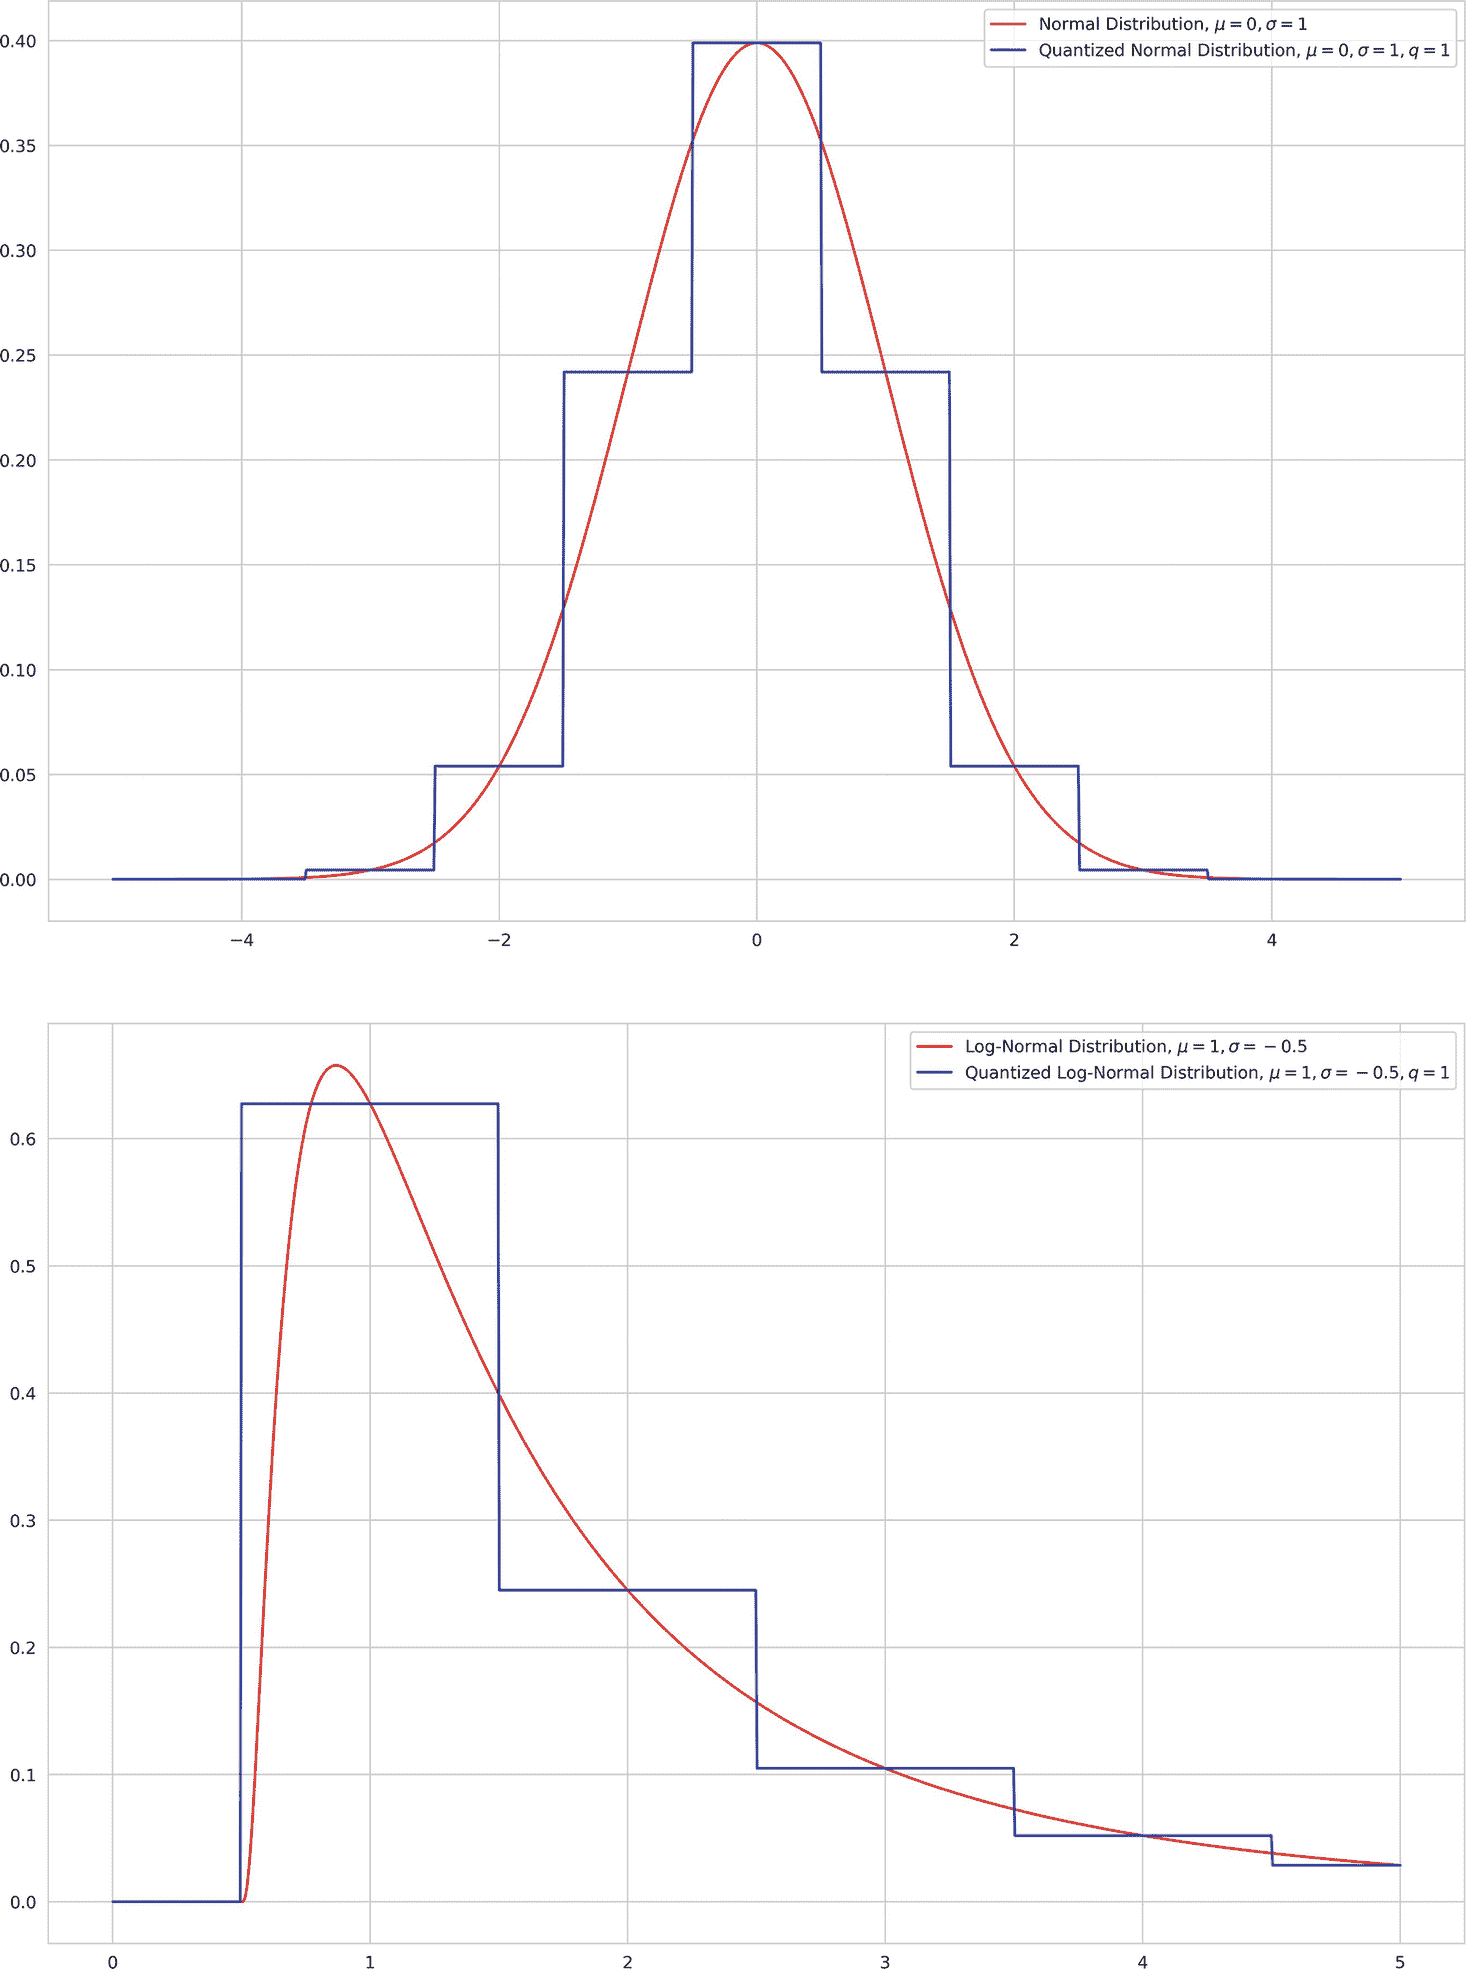 Normal Distribution, μ = 0, σ = 1
Quantized Normal Distribution, μ = 0, σ = 1, q = 1
0.40
0.35
0.30
0.25
0.20
0.15
0.10
0.05
0.00
−4 −2 0 2 4
Log-Normal Distribution, μ = 1, σ = −0.5
Quantized Log-Normal Distribution, μ = 1, σ = −0.5, q = 1
0.6
0.5
0.4
0.3
0.2
0.1
0.0
0 1 2 3 4 5